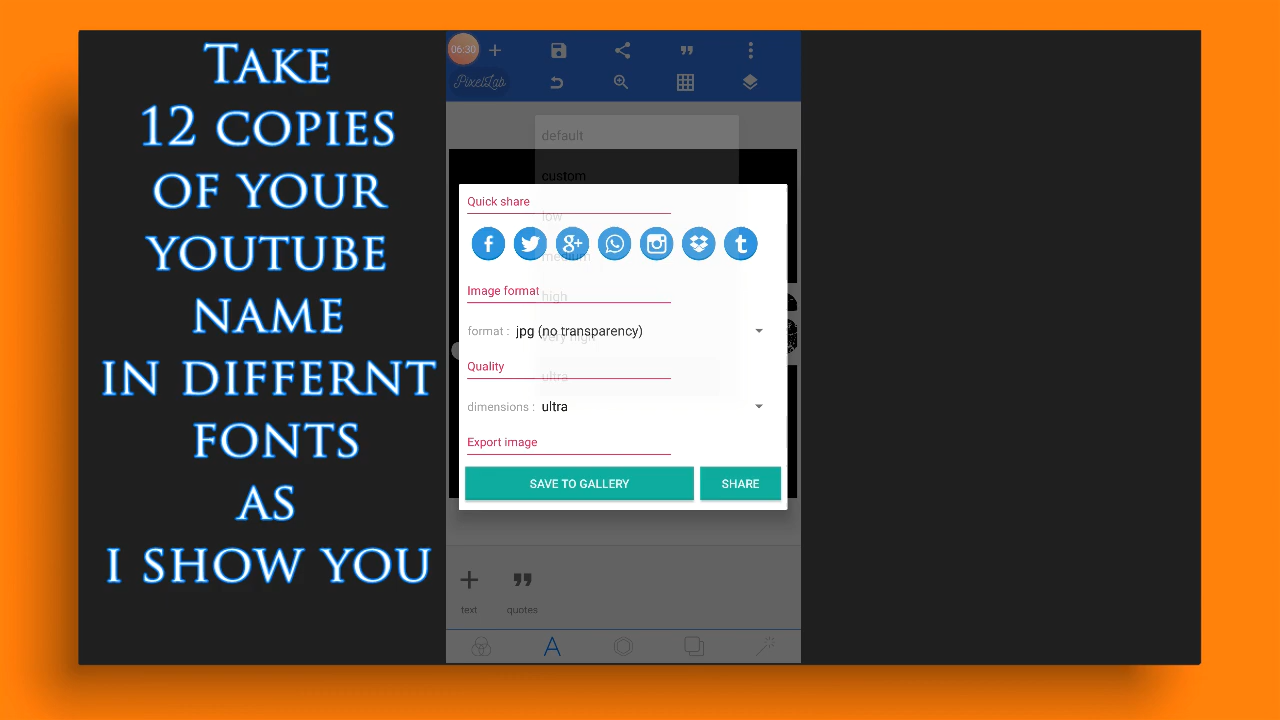 TAKE
12 COPIES
OF YOUR
YOUTUBE
NAME
IN DIFFERNT
FONTS
AS
I SHOW YOU
06:30
PixelLab
default
custom
Quick share
low
medium
Image format
high
format : jpg (no transparency)
very high
Quality
ultra
dimensions : ultra
Export image
SAVE TO GALLERY SHARE
text quotes